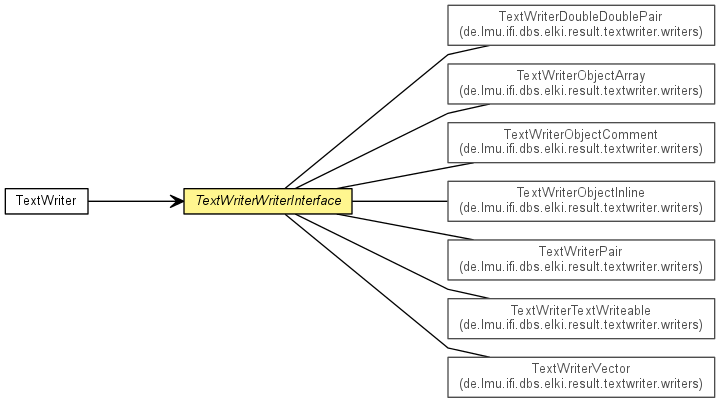 TextWriterDoubleDoublePair
(de.lmu.ifi.dbs.elki.result.textwriter.writers)
TextWriterObjectArray
(de.lmu.ifi.dbs.elki.result.textwriter.writers)
TextWriterObjectComment
(de.lmu.ifi.dbs.elki.result.textwriter.writers)
TextWriter
TextWriterWriterInterface
TextWriterObjectInline
(de.lmu.ifi.dbs.elki.result.textwriter.writers)
TextWriterPair
(de.lmu.ifi.dbs.elki.result.textwriter.writers)
TextWriterTextWriteable
(de.lmu.ifi.dbs.elki.result.textwriter.writers)
TextWriterVector
(de.lmu.ifi.dbs.elki.result.textwriter.writers)